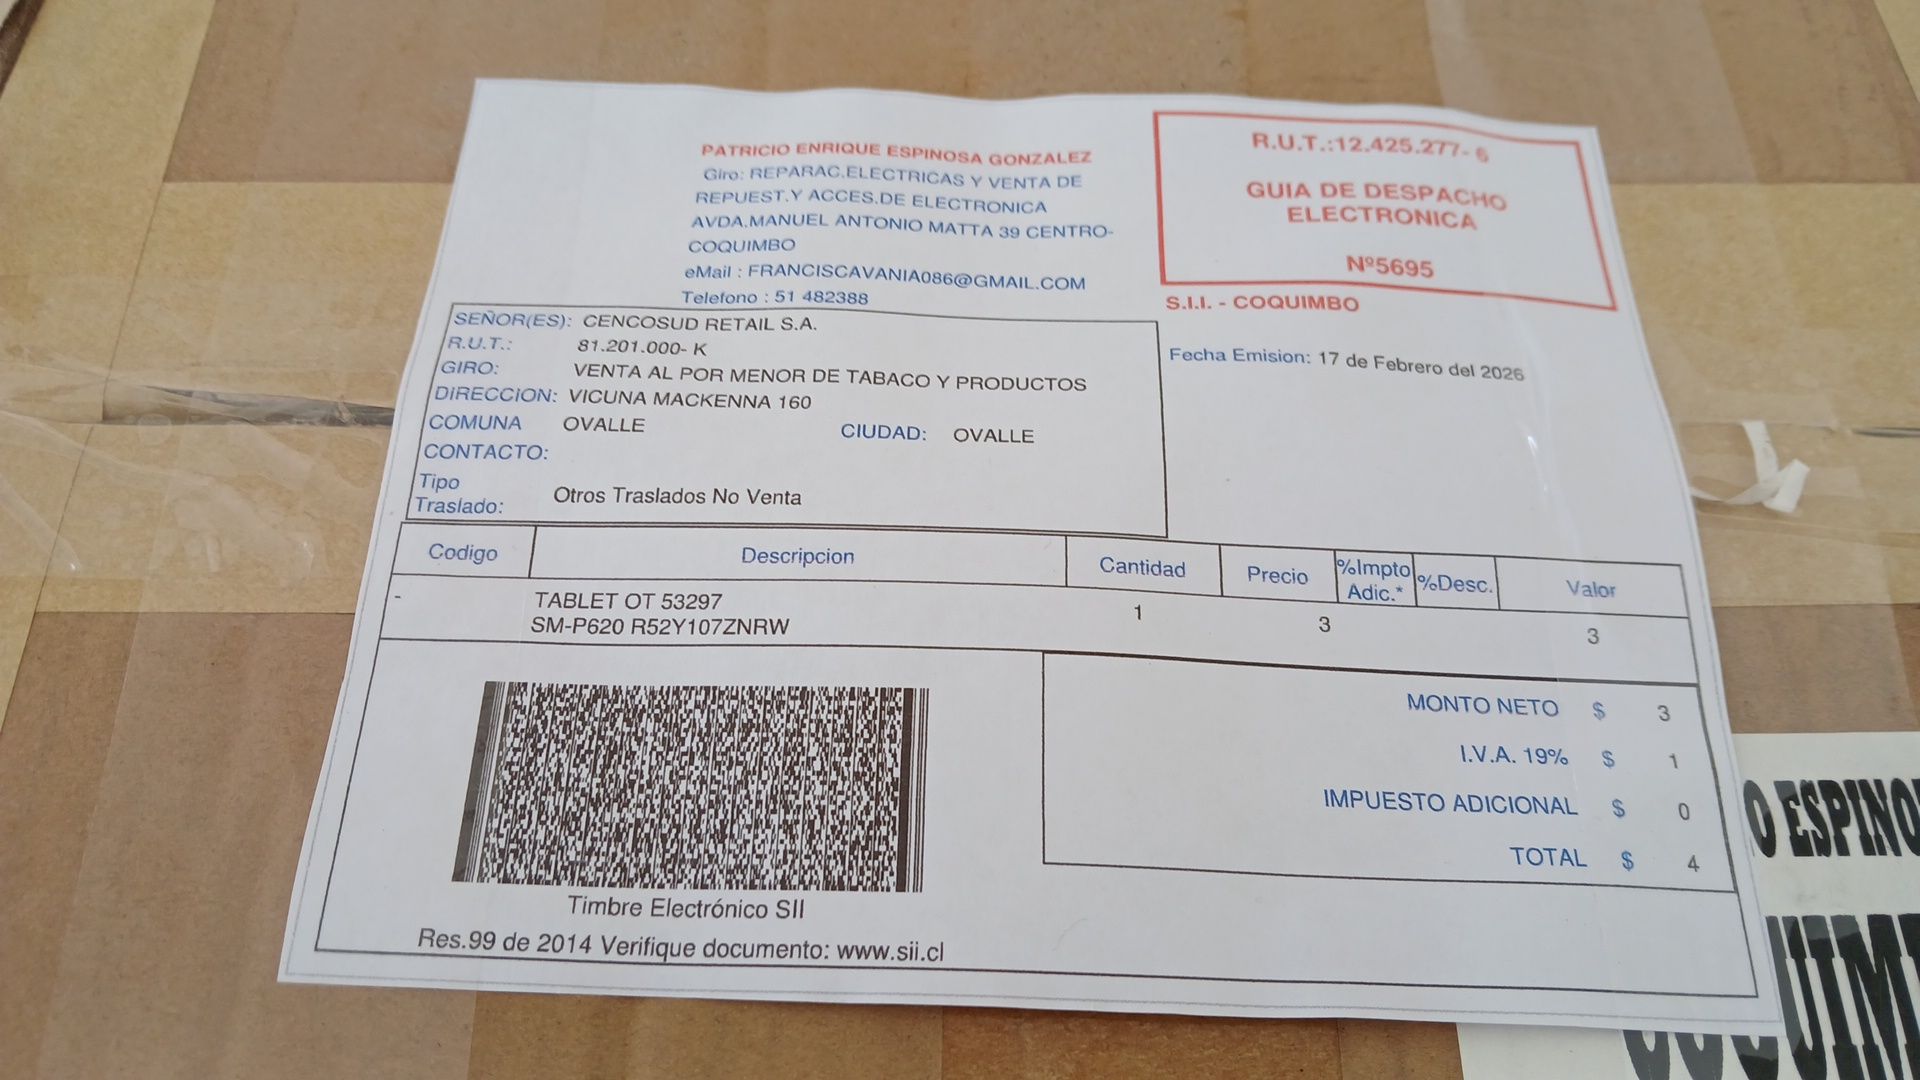 PATRICIO ENRIQUE ESPINOSA GONZALEZ
Giro: REPARAC.ELECTRICAS Y VENTA DE
REPUEST.Y ACCES.DE ELECTRONICA
AVDA.MANUEL ANTONIO MATTA 39 CENTRO-
COQUIMBO
eMail : FRANCISCAVANIA086@GMAIL.COM
Telefono : 51 482388
R.U.T.:12.425.277- 6
GUIA DE DESPACHO
ELECTRONICA
Nº5695
S.I.I. - COQUIMBO
Fecha Emision: 17 de Febrero del 2026
SEÑOR(ES): CENCOSUD RETAIL S.A.
R.U.T.: 81.201.000- K
GIRO: VENTA AL POR MENOR DE TABACO Y PRODUCTOS
DIRECCION: VICUNA MACKENNA 160
COMUNA OVALLE CIUDAD: OVALLE
CONTACTO:
Tipo
Traslado: Otros Traslados No Venta
Codigo Descripcion Cantidad Precio %Impto Adic.* %Desc. Valor
- TABLET OT 53297 1 3 3
SM-P620 R52Y107ZNRW
MONTO NETO $ 3
I.V.A. 19% $ 1
IMPUESTO ADICIONAL $ 0
TOTAL $ 4
Timbre Electrónico SII
Res.99 de 2014 Verifique documento: www.sii.cl
O ESPINO